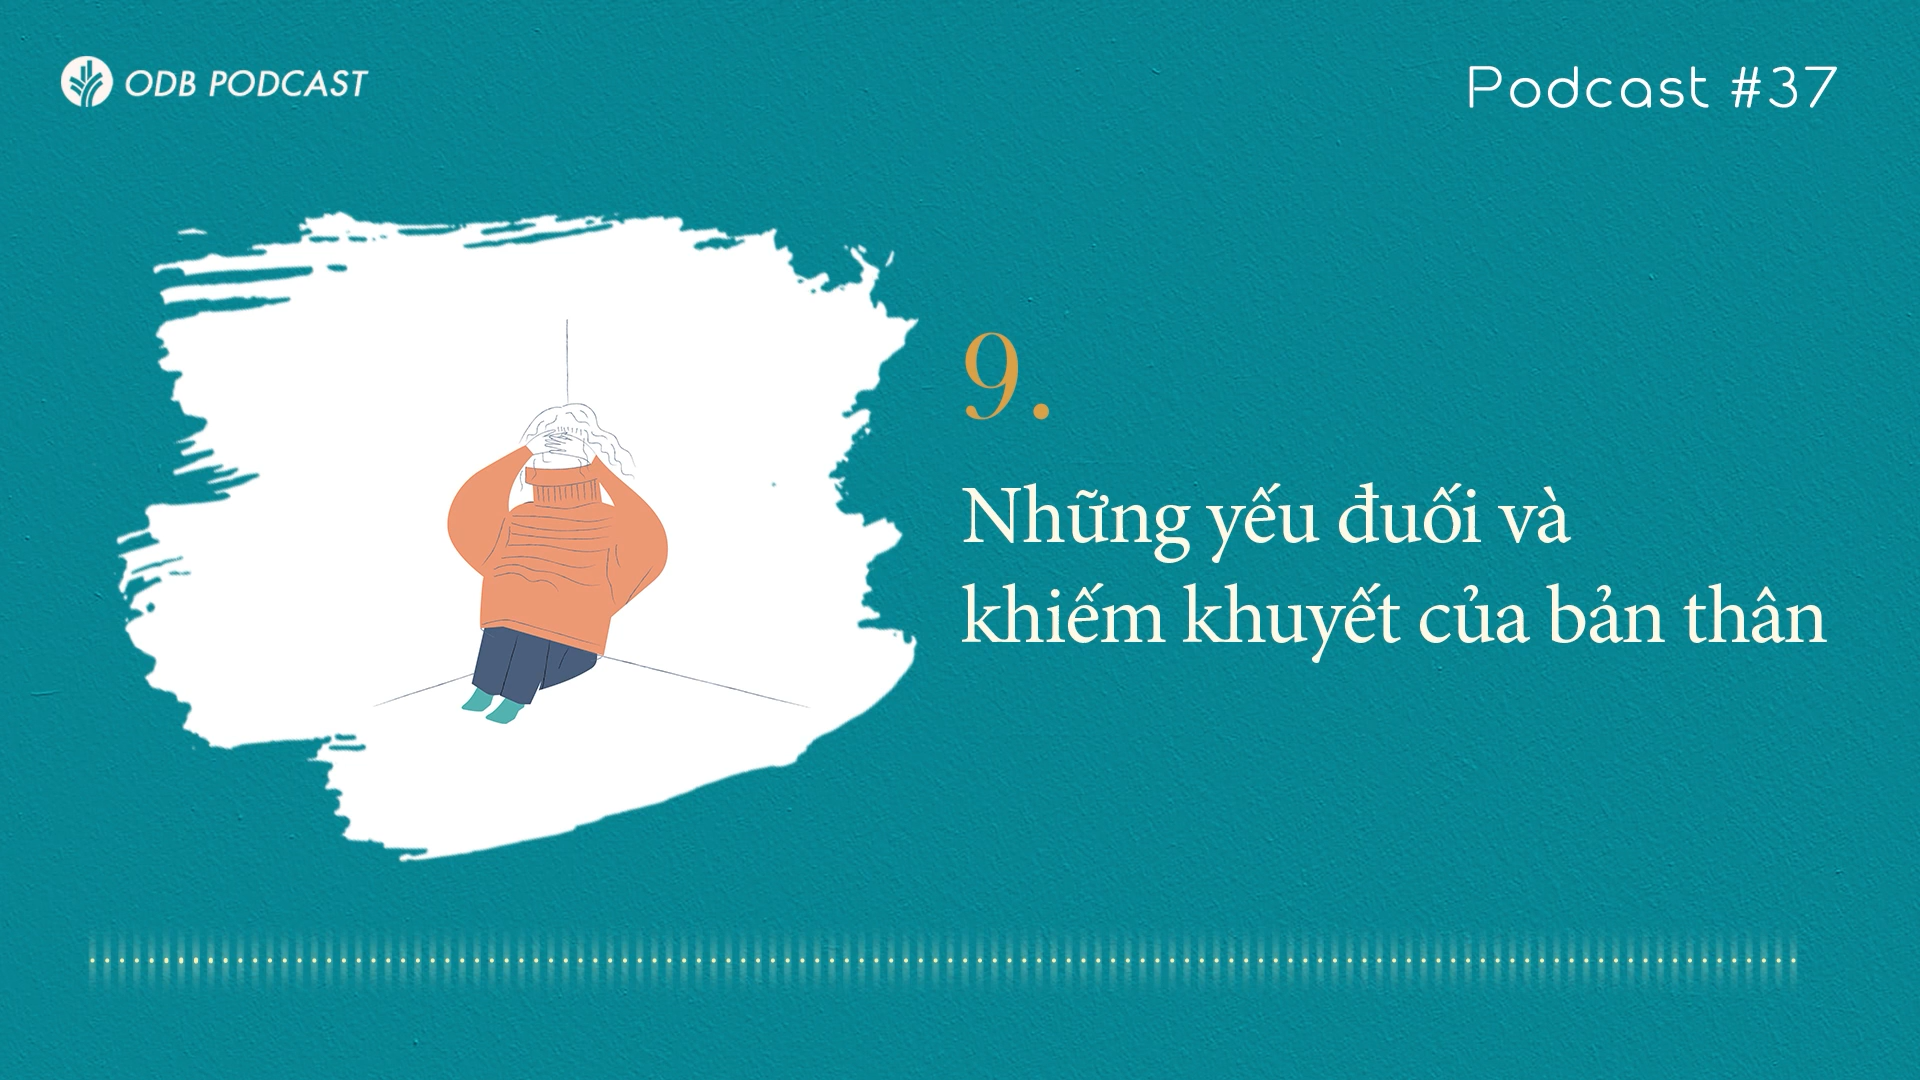 ODB PODCAST
Podcast #37
9.
Những yếu đuối và
khiếm khuyết của bản thân